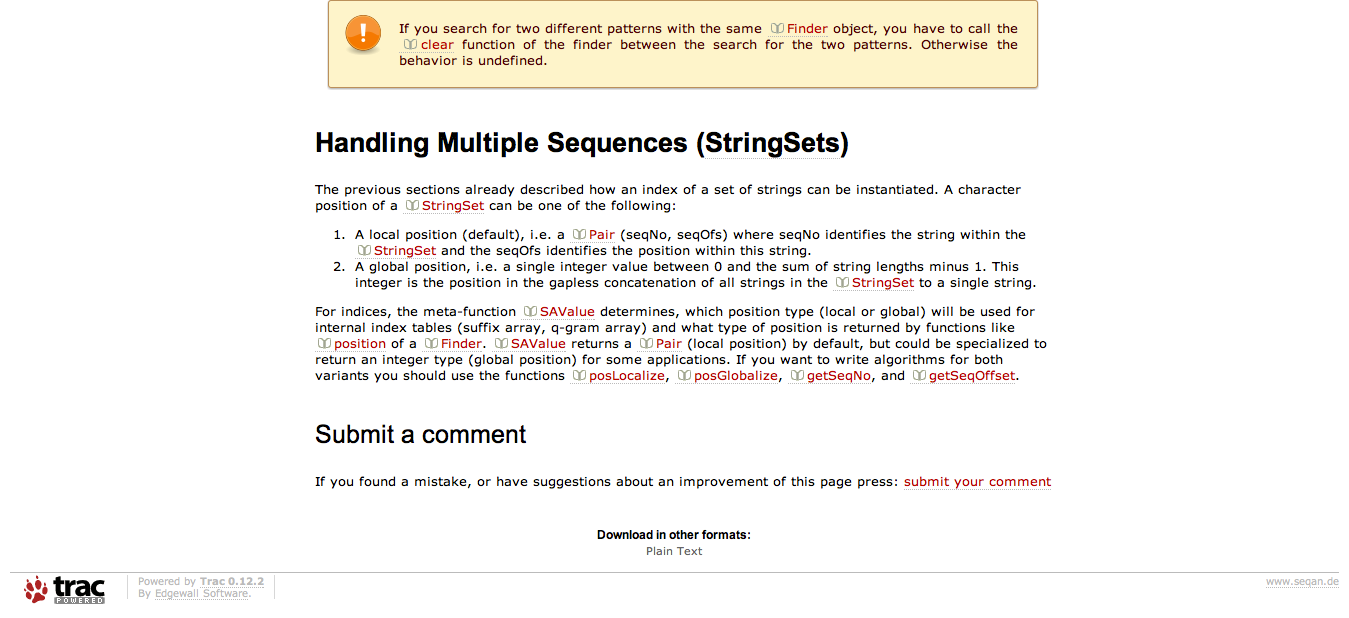 If you search for two different patterns with the same Finder object, you have to call the
clear function of the finder between the search for the two patterns. Otherwise the
behavior is undefined.
Handling Multiple Sequences (StringSets)
The previous sections already described how an index of a set of strings can be instantiated. A character
position of a StringSet can be one of the following:
1. A local position (default), i.e. a Pair (seqNo, seqOfs) where seqNo identifies the string within the
StringSet and the seqOfs identifies the position within this string.
2. A global position, i.e. a single integer value between 0 and the sum of string lengths minus 1. This
integer is the position in the gapless concatenation of all strings in the StringSet to a single string.
For indices, the meta-function SAValue determines, which position type (local or global) will be used for
internal index tables (suffix array, q-gram array) and what type of position is returned by functions like
position of a Finder. SAValue returns a Pair (local position) by default, but could be specialized to
return an integer type (global position) for some applications. If you want to write algorithms for both
variants you should use the functions posLocalize, posGlobalize, getSeqNo, and getSeqOffset.
Submit a comment
If you found a mistake, or have suggestions about an improvement of this page press: submit your comment
Download in other formats:
Plain Text
trac
POWERED
Powered by Trac 0.12.2
By Edgewall Software.
www.seqan.de